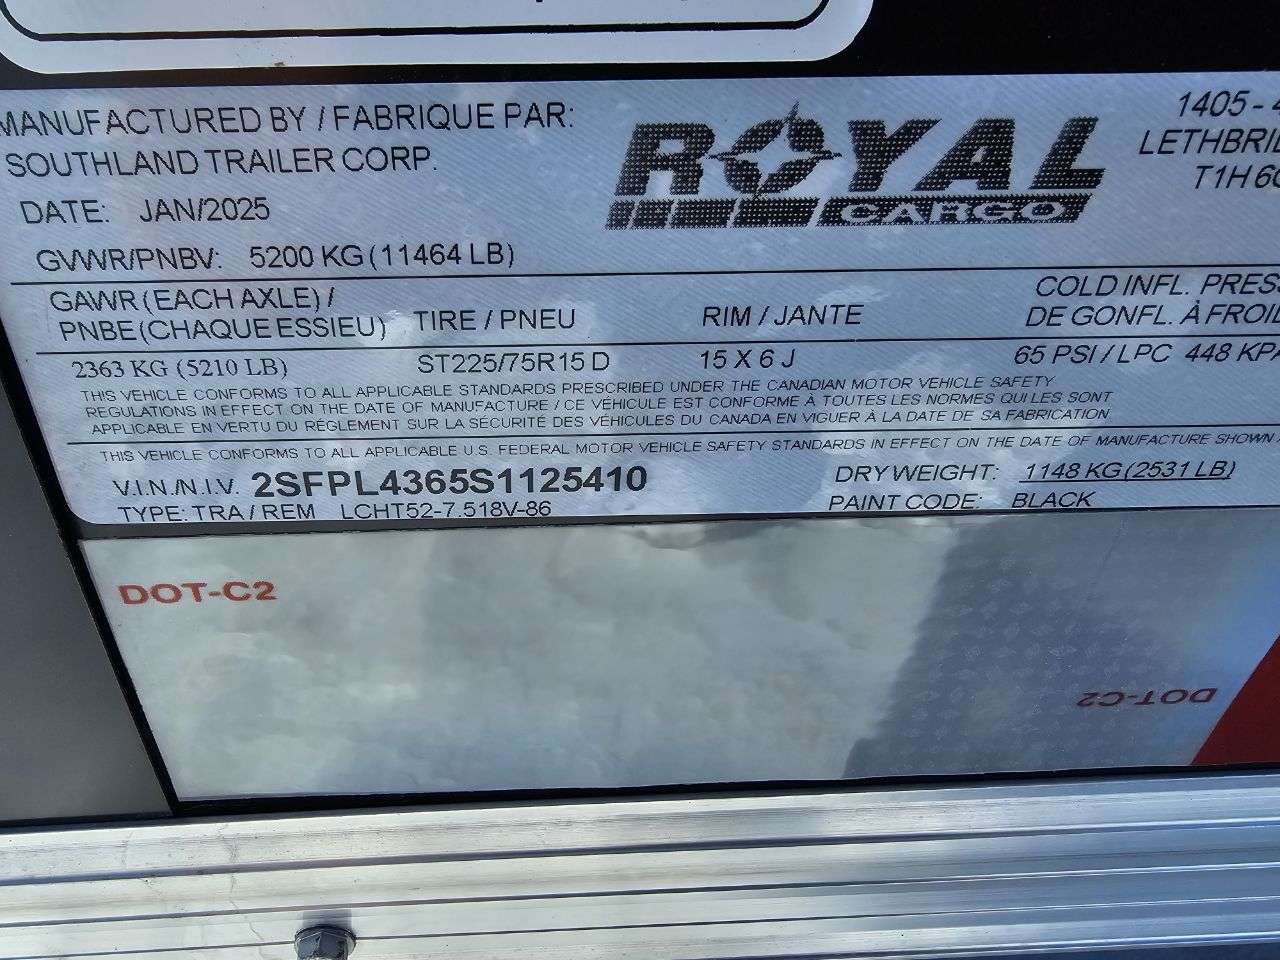 MANUFACTURED BY / FABRIQUE PAR:
SOUTHLAND TRAILER CORP.
DATE: JAN/2025
GVWR/PNBV: 5200 KG (11464 LB)
ROYAL
CARGO
1405 - 4
LETHBRID
T1H 6
GAWR (EACH AXLE) /
PNBE (CHAQUE ESSIEU)
TIRE / PNEU
RIM / JANTE
COLD INFL. PRESS
DE GONFL. À FROID
2363 KG (5210 LB)
ST225/75R15 D
15 X 6 J
65 PSI / LPC 448 KPA
THIS VEHICLE CONFORMS TO ALL APPLICABLE STANDARDS PRESCRIBED UNDER THE CANADIAN MOTOR VEHICLE SAFETY
REGULATIONS IN EFFECT ON THE DATE OF MANUFACTURE / CE VÉHICULE EST CONFORME À TOUTES LES NORMES QUI LES SONT
APPLICABLE EN VERTU DU RÉGLEMENT SUR LA SÉCURITÉ DES VÉHICULES DU CANADA EN VIGUER À LA DATE DE SA FABRICATION
THIS VEHICLE CONFORMS TO ALL APPLICABLE U.S. FEDERAL MOTOR VEHICLE SAFETY STANDARDS IN EFFECT ON THE DATE OF MANUFACTURE SHOWN
V.I.N./N.I.V. 2SFPL4365S1125410
DRY WEIGHT: 1148 KG (2531 LB)
TYPE: TRA / REM LCHT52-7.518V-86
PAINT CODE: BLACK
DOT-C2
DOT-C2